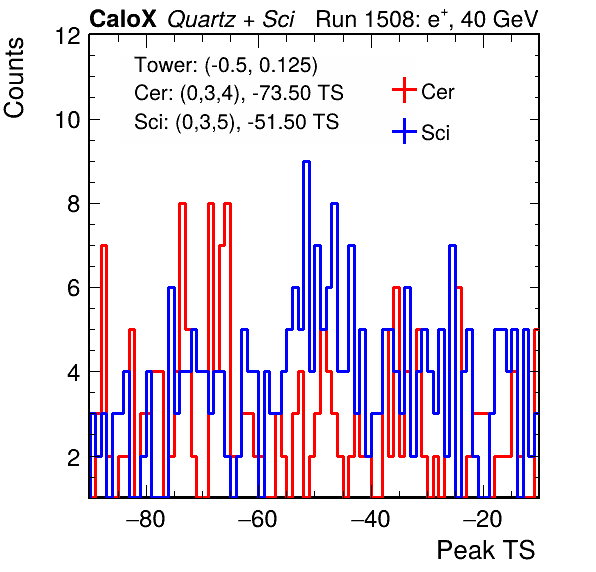 CaloX Quartz + Sci Run 1508: e+, 40 GeV
Counts
12
10
8
6
4
2
Tower: (-0.5, 0.125)
Cer: (0,3,4), -73.50 TS
Sci: (0,3,5), -51.50 TS
Cer
Sci
−80 −60 −40 −20
Peak TS